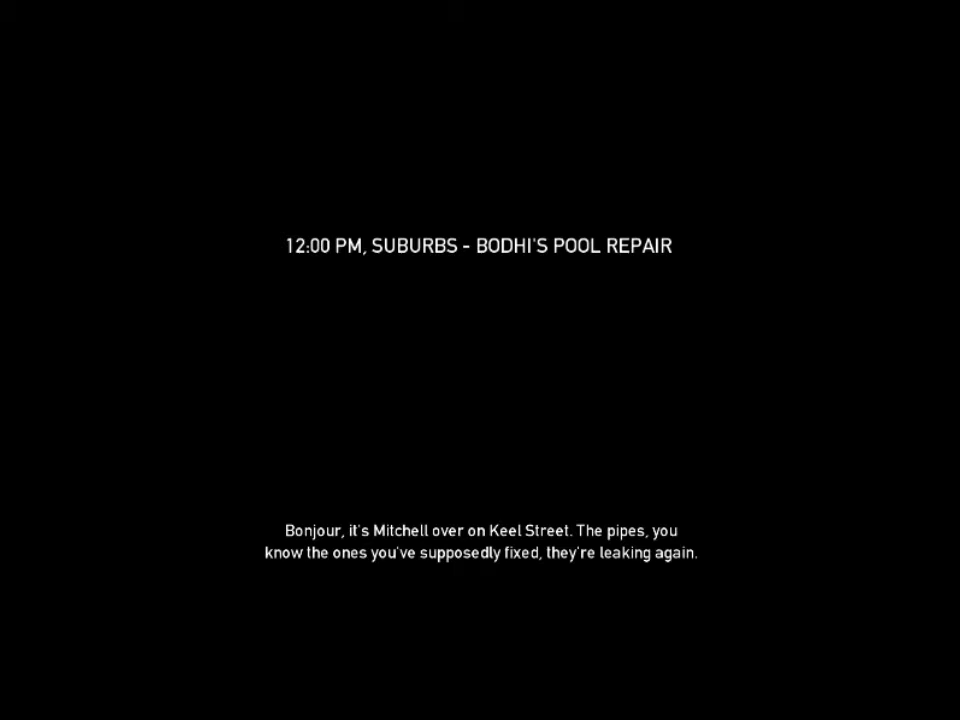 12:00 PM, SUBURBS - BODHI'S POOL REPAIR
Bonjour, it's Mitchell over on Keel Street. The pipes, you
know the ones you've supposedly fixed, they're leaking again.